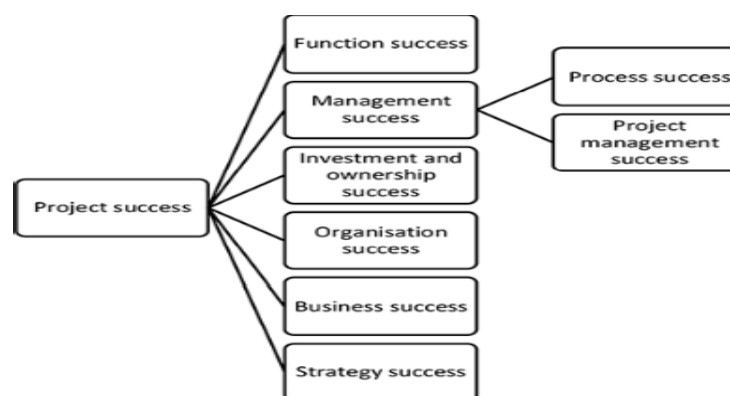 Function success
Management
success
Investment and
ownership
success
Organisation
success
Business success
Strategy success
Project success
Process success
Project
management
success